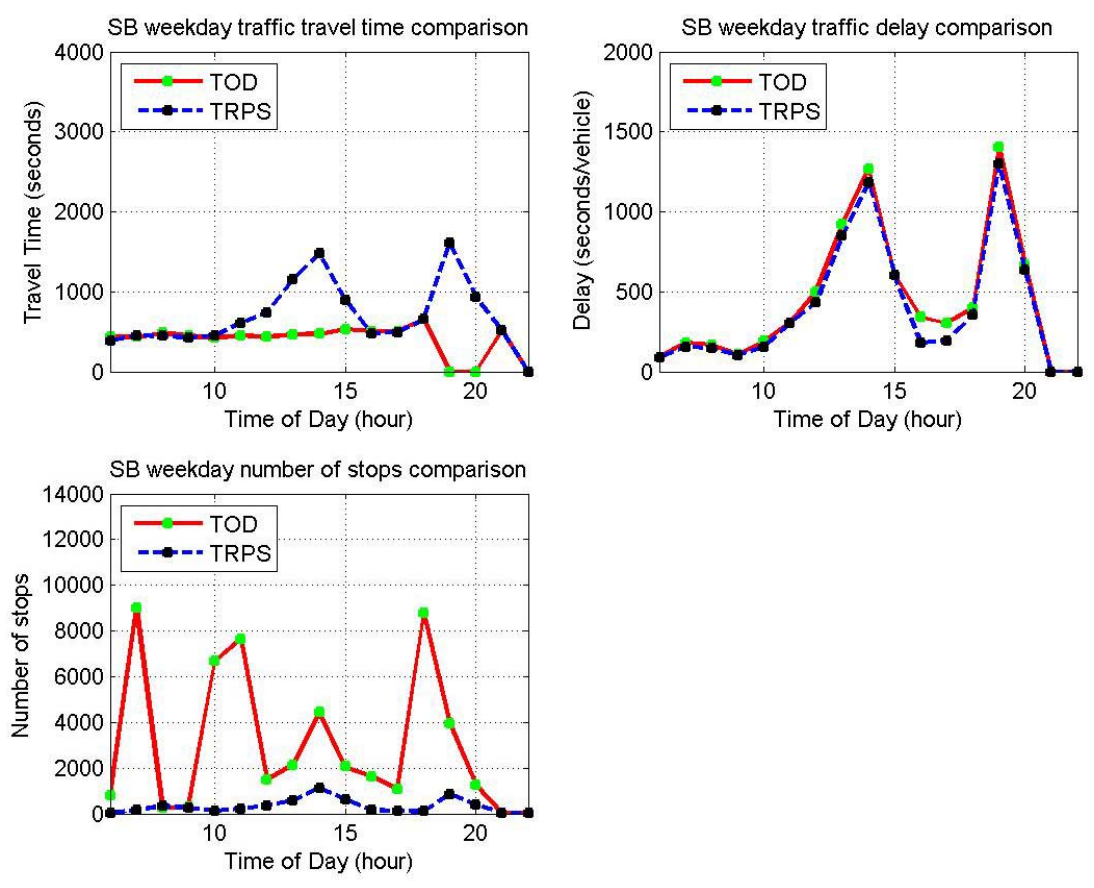 SB weekday traffic travel time comparison
4000
3000
2000
1000
0
Travel Time (seconds)
TOD
TRPS
10
15
20
Time of Day (hour)
SB weekday traffic delay comparison
2000
1500
1000
500
0
Delay (seconds/vehicle)
TOD
TRPS
10
15
20
Time of Day (hour)
SB weekday number of stops comparison
14000
12000
10000
8000
6000
4000
2000
0
Number of stops
TOD
TRPS
10
15
20
Time of Day (hour)